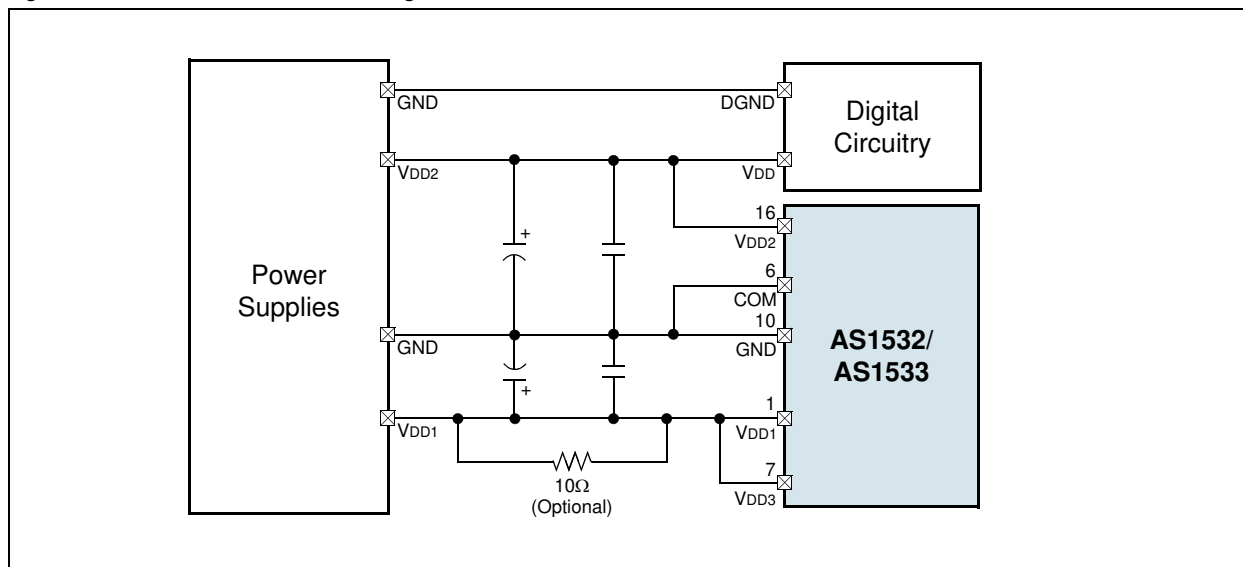 GND
DGND
Digital
Circuitry
VDD2
VDD
16
VDD2
6
COM
Power
Supplies
10
GND
GND
AS1532/
AS1533
1
VDD1
VDD1
7
VDD3
10Ω
(Optional)
+
+